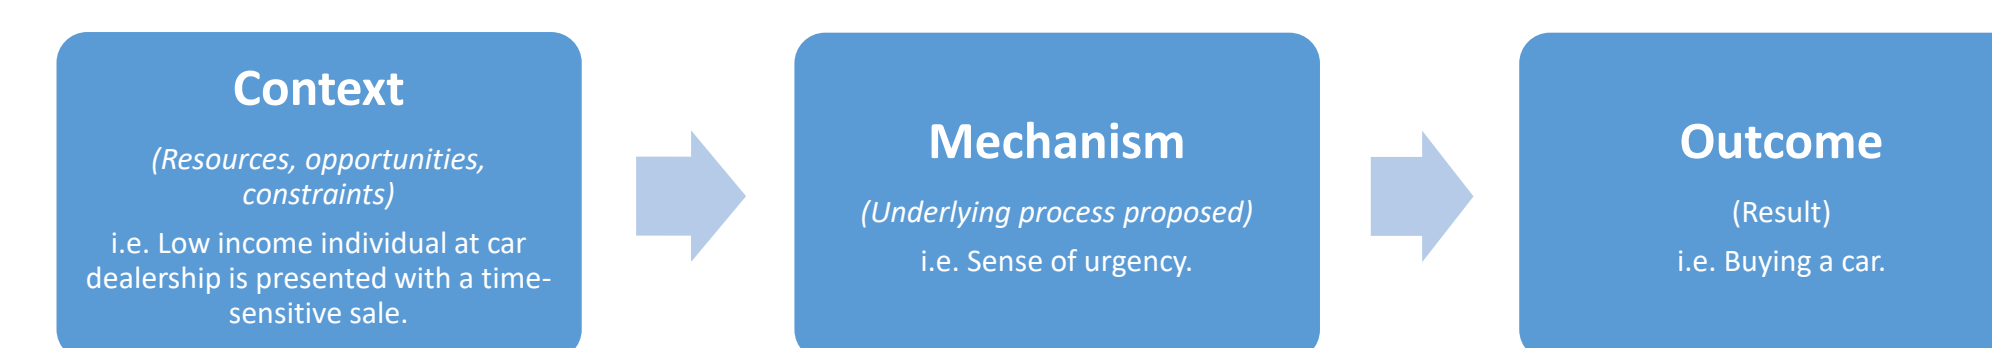 Context
(Resources, opportunities,
constraints)
i.e. Low income individual at car
dealership is presented with a time-
sensitive sale.
Mechanism
(Underlying process proposed)
i.e. Sense of urgency.
Outcome
(Result)
i.e. Buying a car.